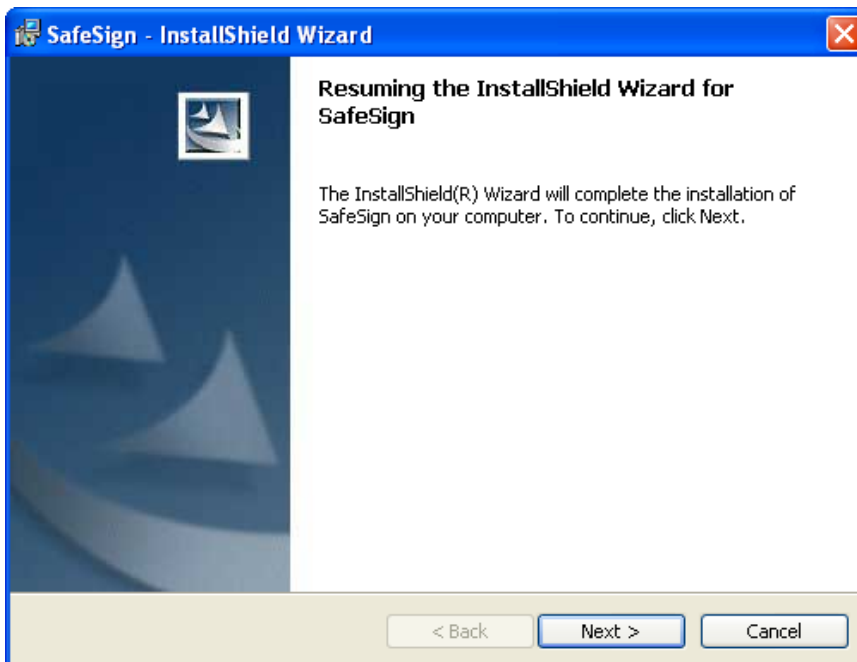 SafeSign - InstallShield Wizard
Resuming the InstallShield Wizard for
SafeSign
The InstallShield(R) Wizard will complete the installation of
SafeSign on your computer. To continue, click Next.
< Back
Next >
Cancel